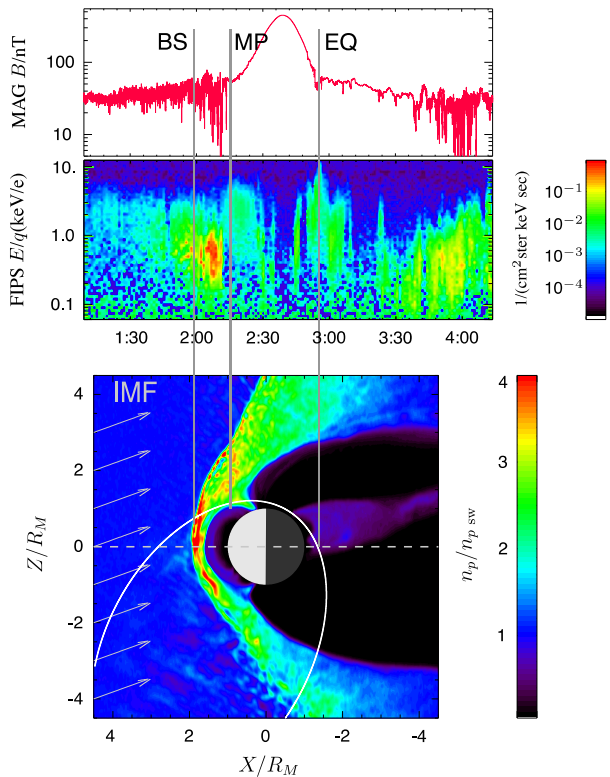 BS MP EQ
MAG B/nT
100
10
FIPS E/q(keV/e)
10.
1.0
0.1
1:30 2:00 2:30 3:00 3:30 4:00
1/(cm² ster keV sec)
10⁻¹
10⁻²
10⁻³
10⁻⁴
IMF
Z/R_M
4
2
0
-2
-4
4 2 0 -2 -4
X/R_M
n_p/n_p sw
4
3
2
1